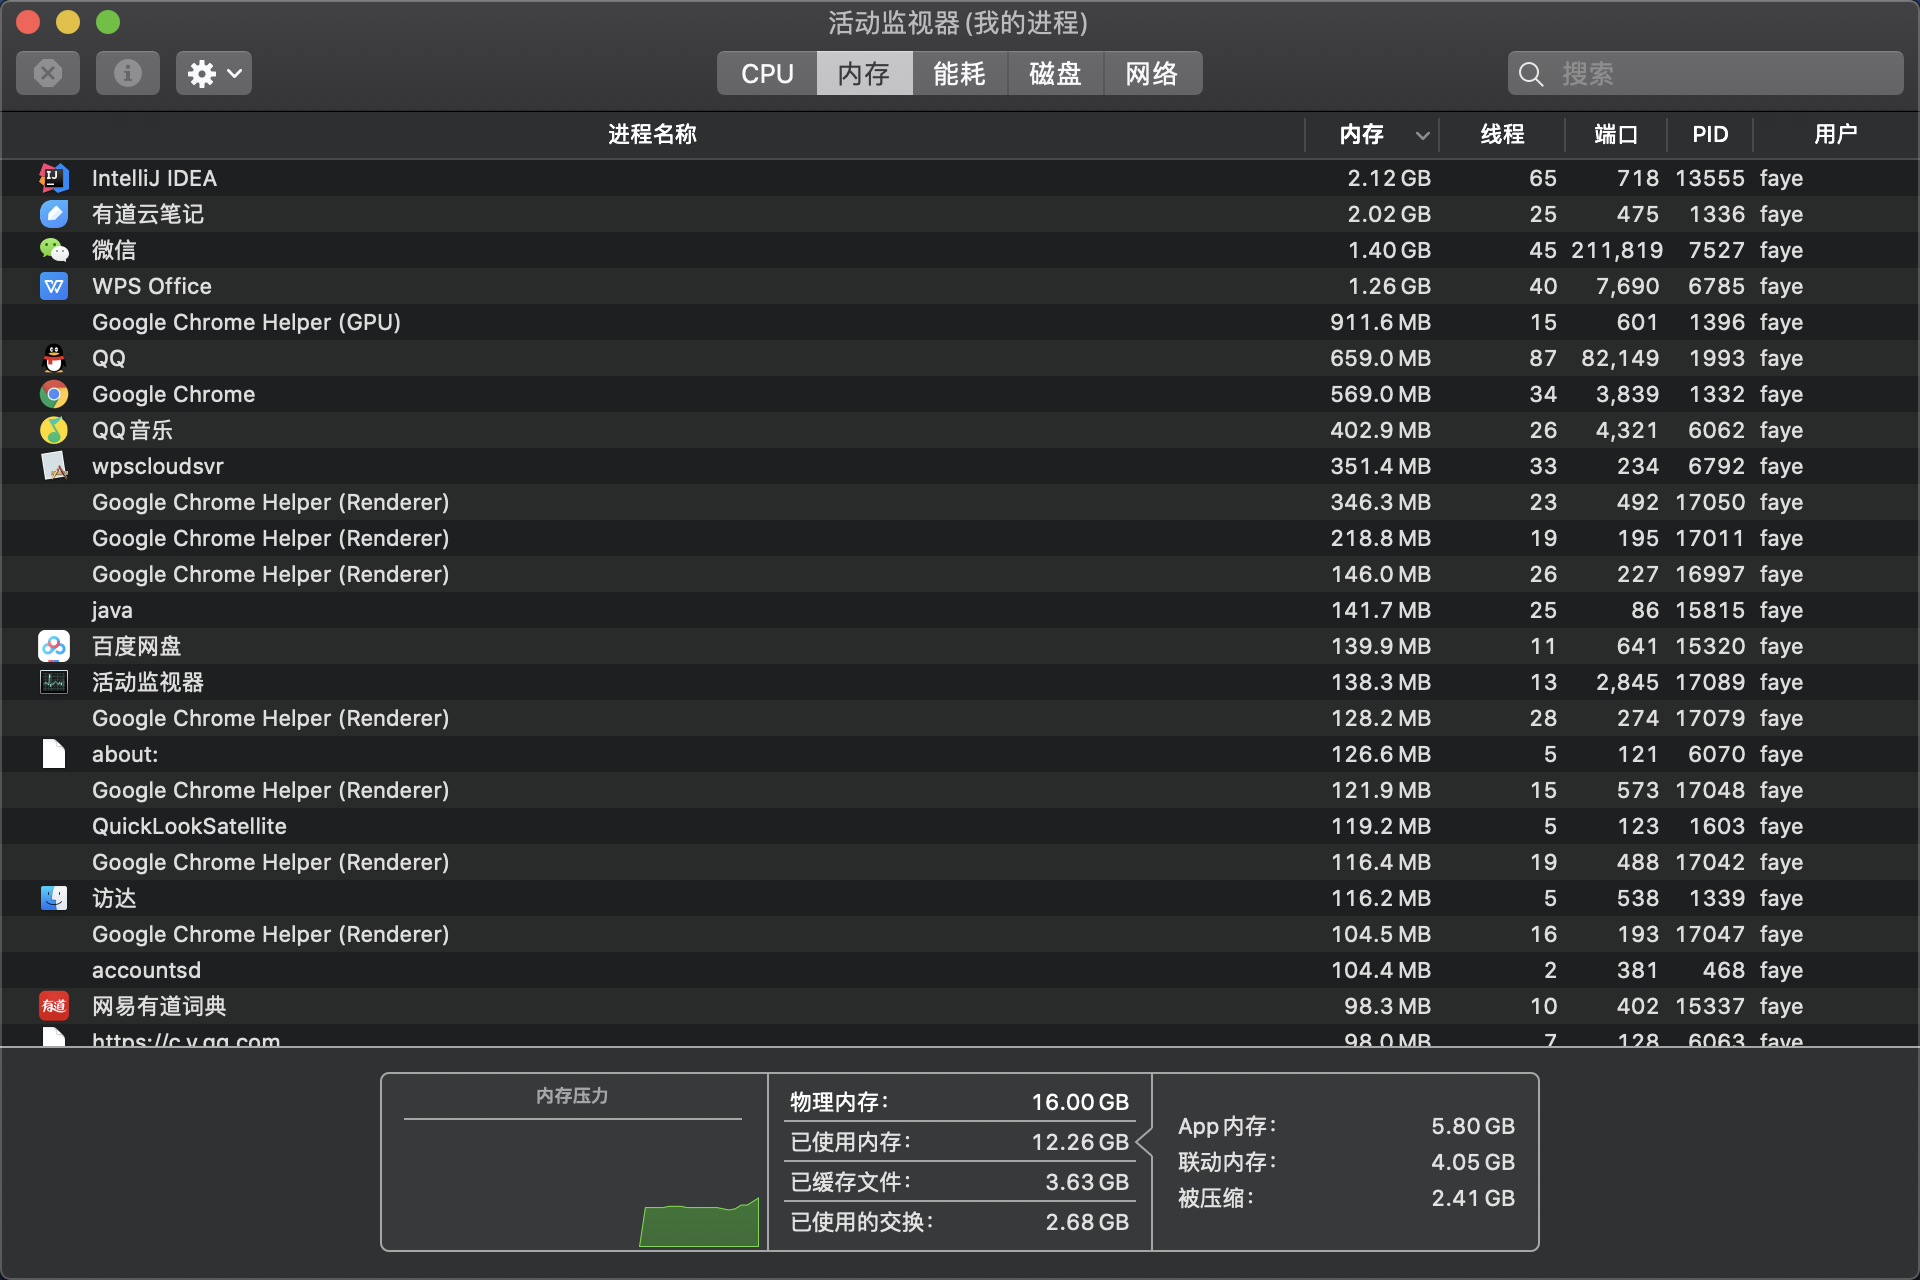 活动监视器 (我的进程)
CPU 内存 能耗 磁盘 网络 搜索
进程名称 内存 线程 端口 PID 用户
IntelliJ IDEA 2.12 GB 65 718 13555 faye
有道云笔记 2.02 GB 25 475 1336 faye
微信 1.40 GB 45 211,819 7527 faye
WPS Office 1.26 GB 40 7,690 6785 faye
Google Chrome Helper (GPU) 911.6 MB 15 601 1396 faye
QQ 659.0 MB 87 82,149 1993 faye
Google Chrome 569.0 MB 34 3,839 1332 faye
QQ音乐 402.9 MB 26 4,321 6062 faye
wpscloudsvr 351.4 MB 33 234 6792 faye
Google Chrome Helper (Renderer) 346.3 MB 23 492 17050 faye
Google Chrome Helper (Renderer) 218.8 MB 19 195 17011 faye
Google Chrome Helper (Renderer) 146.0 MB 26 227 16997 faye
java 141.7 MB 25 86 15815 faye
百度网盘 139.9 MB 11 641 15320 faye
活动监视器 138.3 MB 13 2,845 17089 faye
Google Chrome Helper (Renderer) 128.2 MB 28 274 17079 faye
about: 126.6 MB 5 121 6070 faye
Google Chrome Helper (Renderer) 121.9 MB 15 573 17048 faye
QuickLookSatellite 119.2 MB 5 123 1603 faye
Google Chrome Helper (Renderer) 116.4 MB 19 488 17042 faye
访达 116.2 MB 5 538 1339 faye
Google Chrome Helper (Renderer) 104.5 MB 16 193 17047 faye
accountsd 104.4 MB 2 381 468 faye
有道 网易有道词典 98.3 MB 10 402 15337 faye
https://c.y.qq.com 98.0 MB 7 128 6063 faye
内存压力
物理内存: 16.00 GB
已使用内存: 12.26 GB
已缓存文件: 3.63 GB
已使用的交换: 2.68 GB
App 内存: 5.80 GB
联动内存: 4.05 GB
被压缩: 2.41 GB